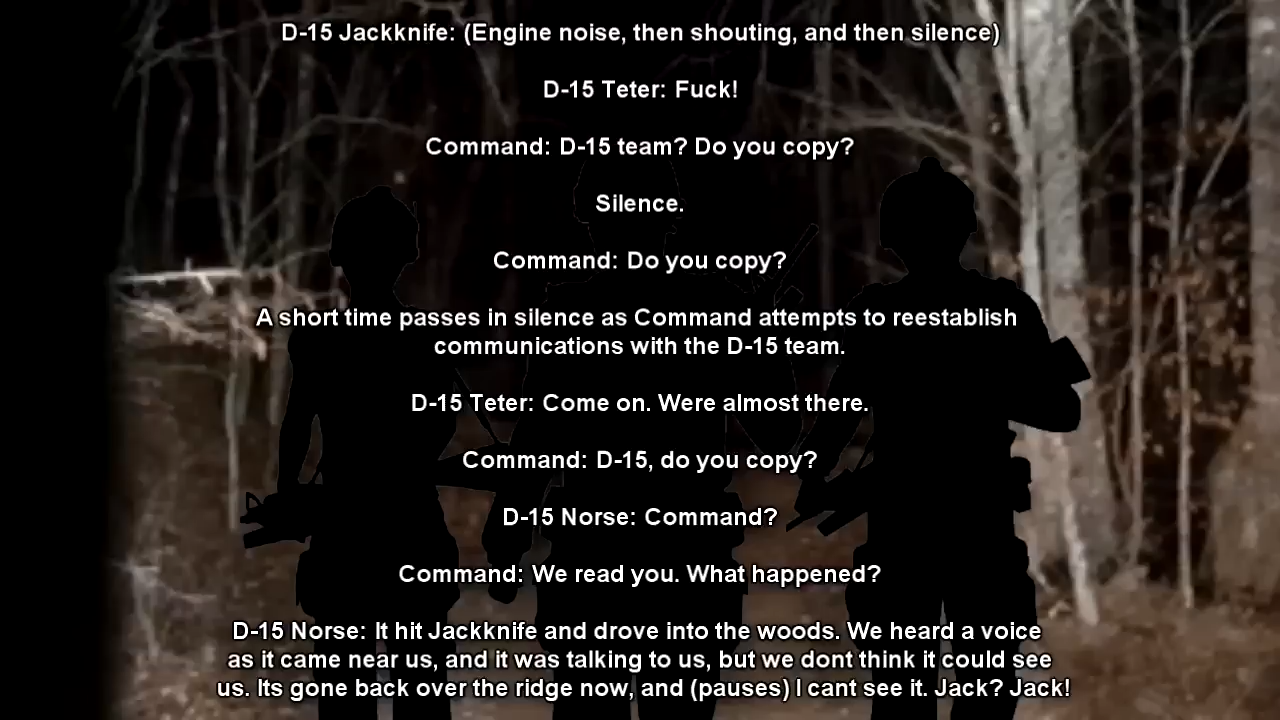 D-15 Jackknife: (Engine noise, then shouting, and then silence)
D-15 Teter: Fuck!
Command: D-15 team? Do you copy?
Silence.
Command: Do you copy?
A short time passes in silence as Command attempts to reestablish
communications with the D-15 team.
D-15 Teter: Come on. Were almost there.
Command: D-15, do you copy?
D-15 Norse: Command?
Command: We read you. What happened?
D-15 Norse: It hit Jackknife and drove into the woods. We heard a voice
as it came near us, and it was talking to us, but we dont think it could see
us. Its gone back over the ridge now, and (pauses) I cant see it. Jack? Jack!